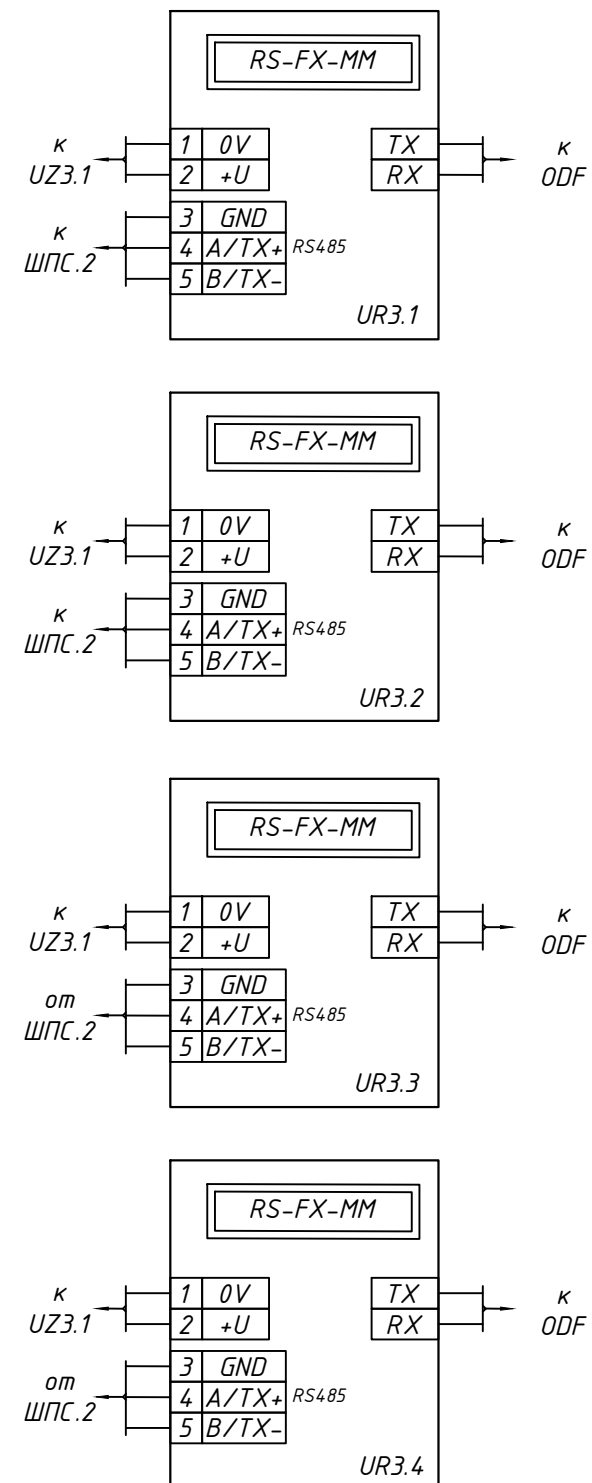 RS-FX-MM
к
UZ3.1
1 0V
2 +U
TX
RX
к
ODF
к
ШПС.2
3 GND
4 A/TX+ RS485
5 B/TX-
UR3.1
RS-FX-MM
к
UZ3.1
1 0V
2 +U
TX
RX
к
ODF
к
ШПС.2
3 GND
4 A/TX+ RS485
5 B/TX-
UR3.2
RS-FX-MM
к
UZ3.1
1 0V
2 +U
TX
RX
к
ODF
от
ШПС.2
3 GND
4 A/TX+ RS485
5 B/TX-
UR3.3
RS-FX-MM
к
UZ3.1
1 0V
2 +U
TX
RX
к
ODF
от
ШПС.2
3 GND
4 A/TX+ RS485
5 B/TX-
UR3.4